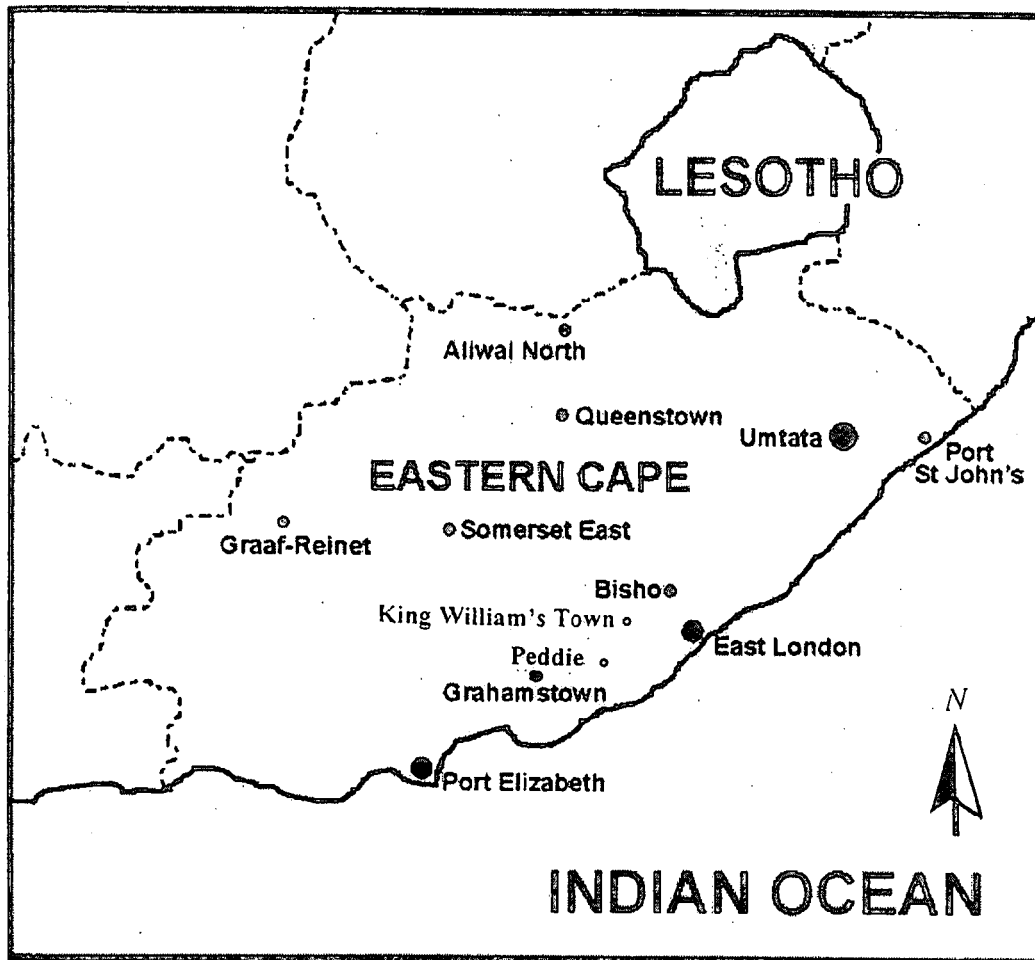 LESOTHO
Aliwal North
Queenstown
Umtata
Port
St John's
EASTERN CAPE
Somerset East
Graaf-Reinet
Bisho
King William's Town
East London
Peddie
Grahamstown
N
Port Elizabeth
INDIAN OCEAN